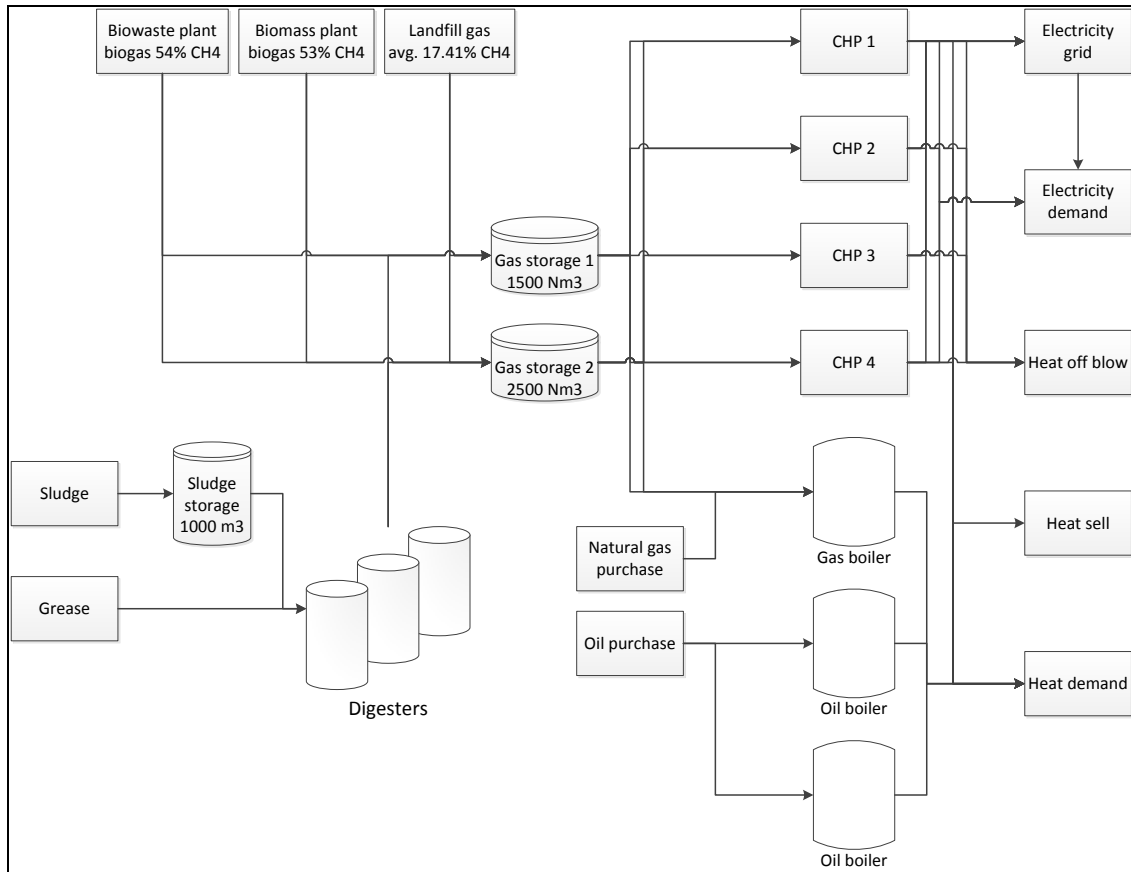 Biowaste plant
biogas 54% CH4
Biomass plant
biogas 53% CH4
Landfill gas
avg. 17.41% CH4
CHP 1
Electricity
grid
CHP 2
Electricity
demand
Gas storage 1
1500 Nm3
CHP 3
Gas storage 2
2500 Nm3
CHP 4
Heat off blow
Sludge
Sludge
storage
1000 m3
Natural gas
purchase
Gas boiler
Heat sell
Grease
Digesters
Oil purchase
Oil boiler
Heat demand
Oil boiler